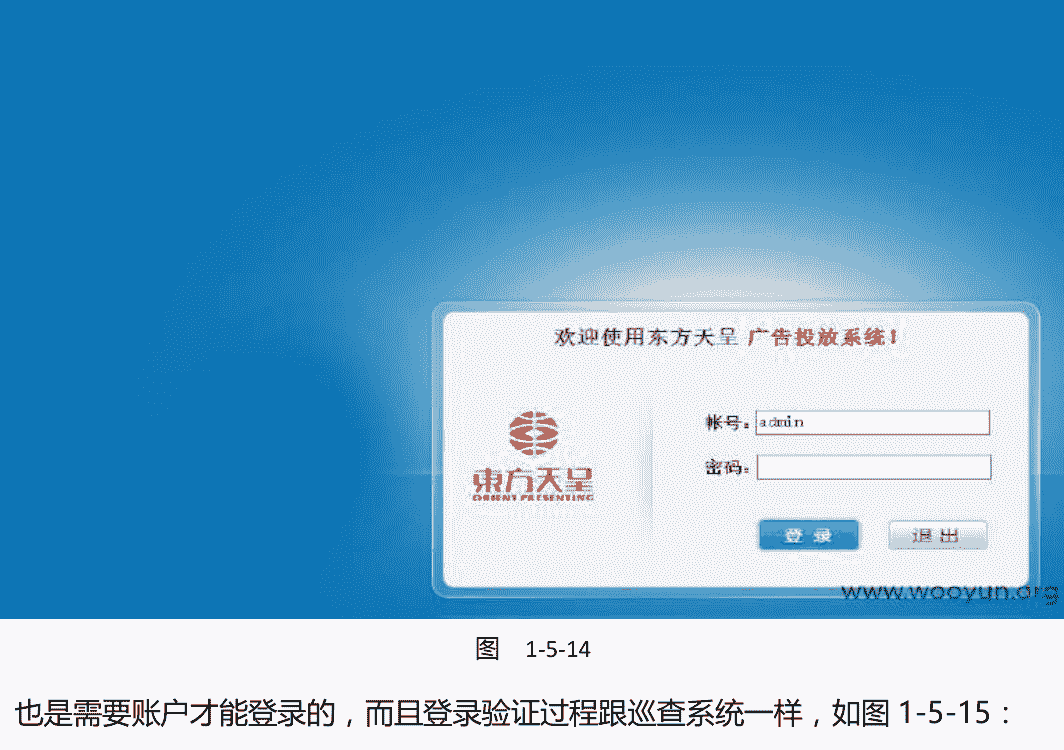 欢迎使用东方天呈 广告投放系统！
帐号：admin
密码：
東方天呈
ORIENT PRESENTING
登 录
退 出
www.wooyun.org
图 1-5-14
也是需要账户才能登录的，而且登录验证过程跟巡查系统一样，如图 1-5-15：